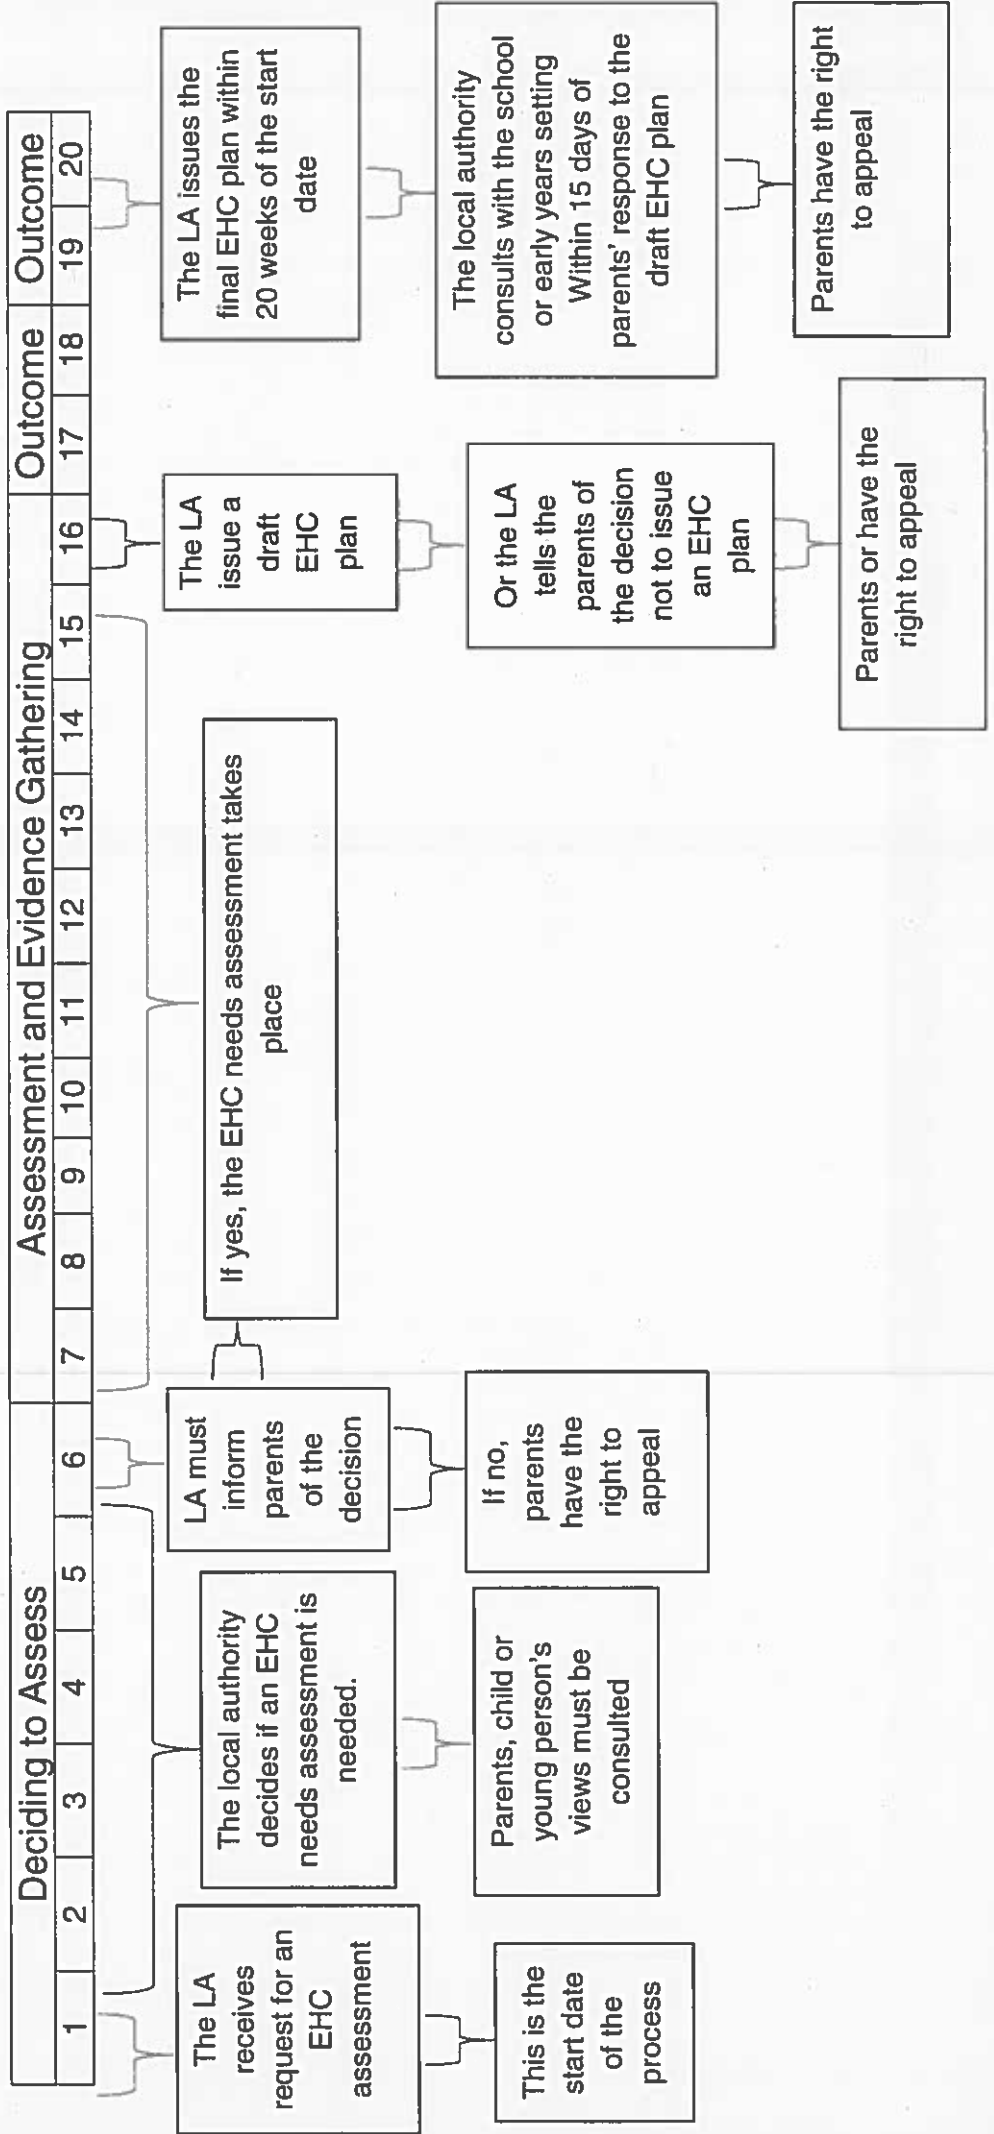 Deciding to Assess
Assessment and Evidence Gathering
Outcome
Outcome
1
2
3
4
5
6
7
8
9
10
11
12
13
14
15
16
17
18
19
20
The LA
receives
request for an
EHC
assessment
This is the
start date
of the
process
The local authority
decides if an EHC
needs assessment is
needed.
Parents, child or
young person's
views must be
consulted
LA must
inform
parents
of the
decision
If no,
parents
have the
right to
appeal
If yes, the EHC needs assessment takes
place
The LA
issue a
draft
EHC
plan
Or the LA
tells the
parents of
the decision
not to issue
an EHC
plan
Parents or have the
right to appeal
The LA issues the
final EHC plan within
20 weeks of the start
date
The local authority
consults with the school
or early years setting
Within 15 days of
parents' response to the
draft EHC plan
Parents have the right
to appeal